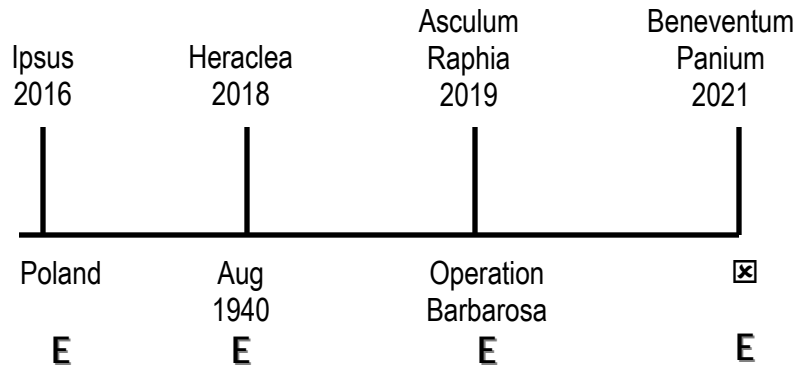 Ipsus
2016
Heraclea
2018
Asculum
Raphia
2019
Beneventum
Panium
2021
Poland
Aug
1940
Operation
Barbarosa
E
E
E
E